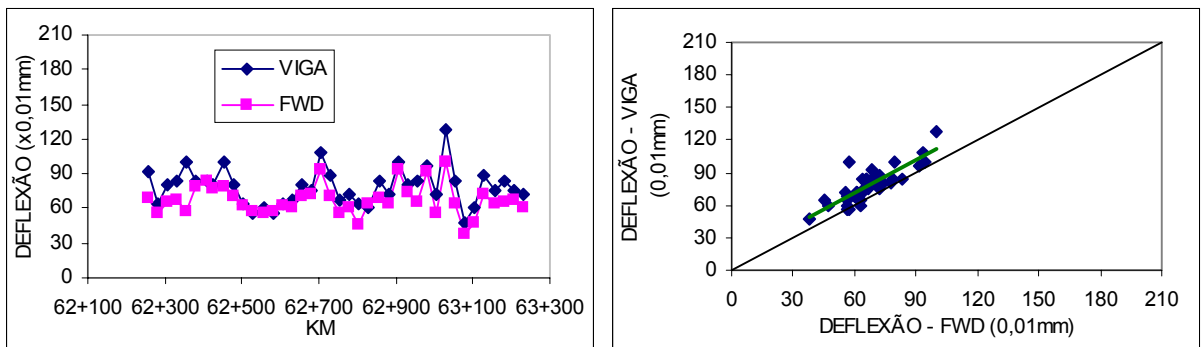 210
180
150
120
90
60
30
0
DEFLEXÃO (x0,01mm)
VIGA
FWD
62+100 62+300 62+500 62+700 62+900 63+100 63+300
KM
210
180
150
120
90
60
30
0
DEFLEXÃO - VIGA
(0,01mm)
0 30 60 90 120 150 180 210
DEFLEXÃO - FWD (0,01mm)